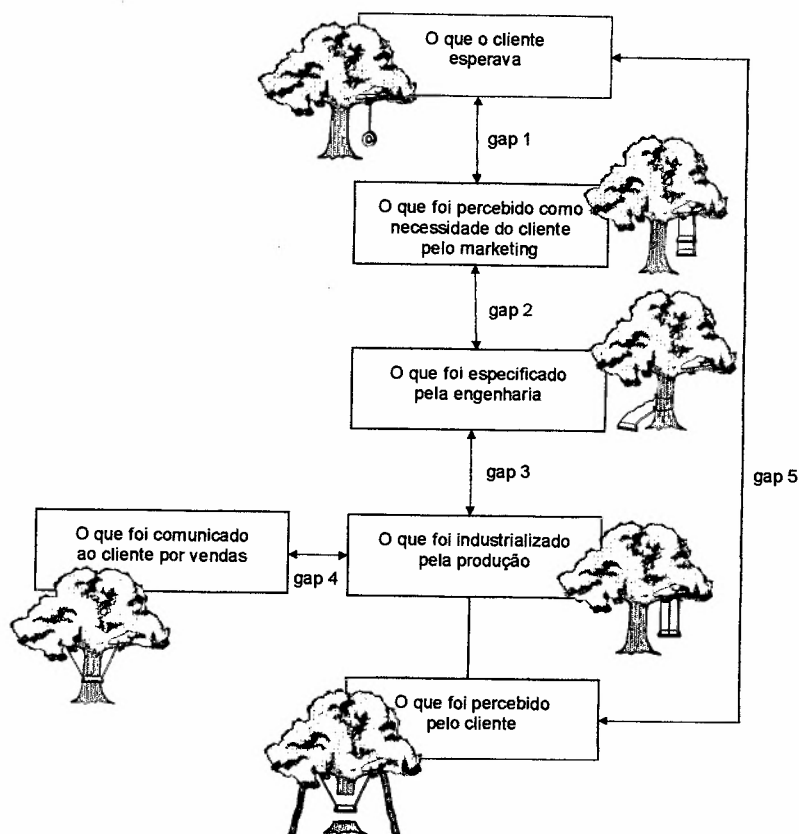 O que o cliente
esperava
gap 1
O que foi percebido como
necessidade do cliente
pelo marketing
gap 2
O que foi especificado
pela engenharia
gap 3
gap 5
O que foi comunicado
ao cliente por vendas
gap 4
O que foi industrializado
pela produção
O que foi percebido
pelo cliente